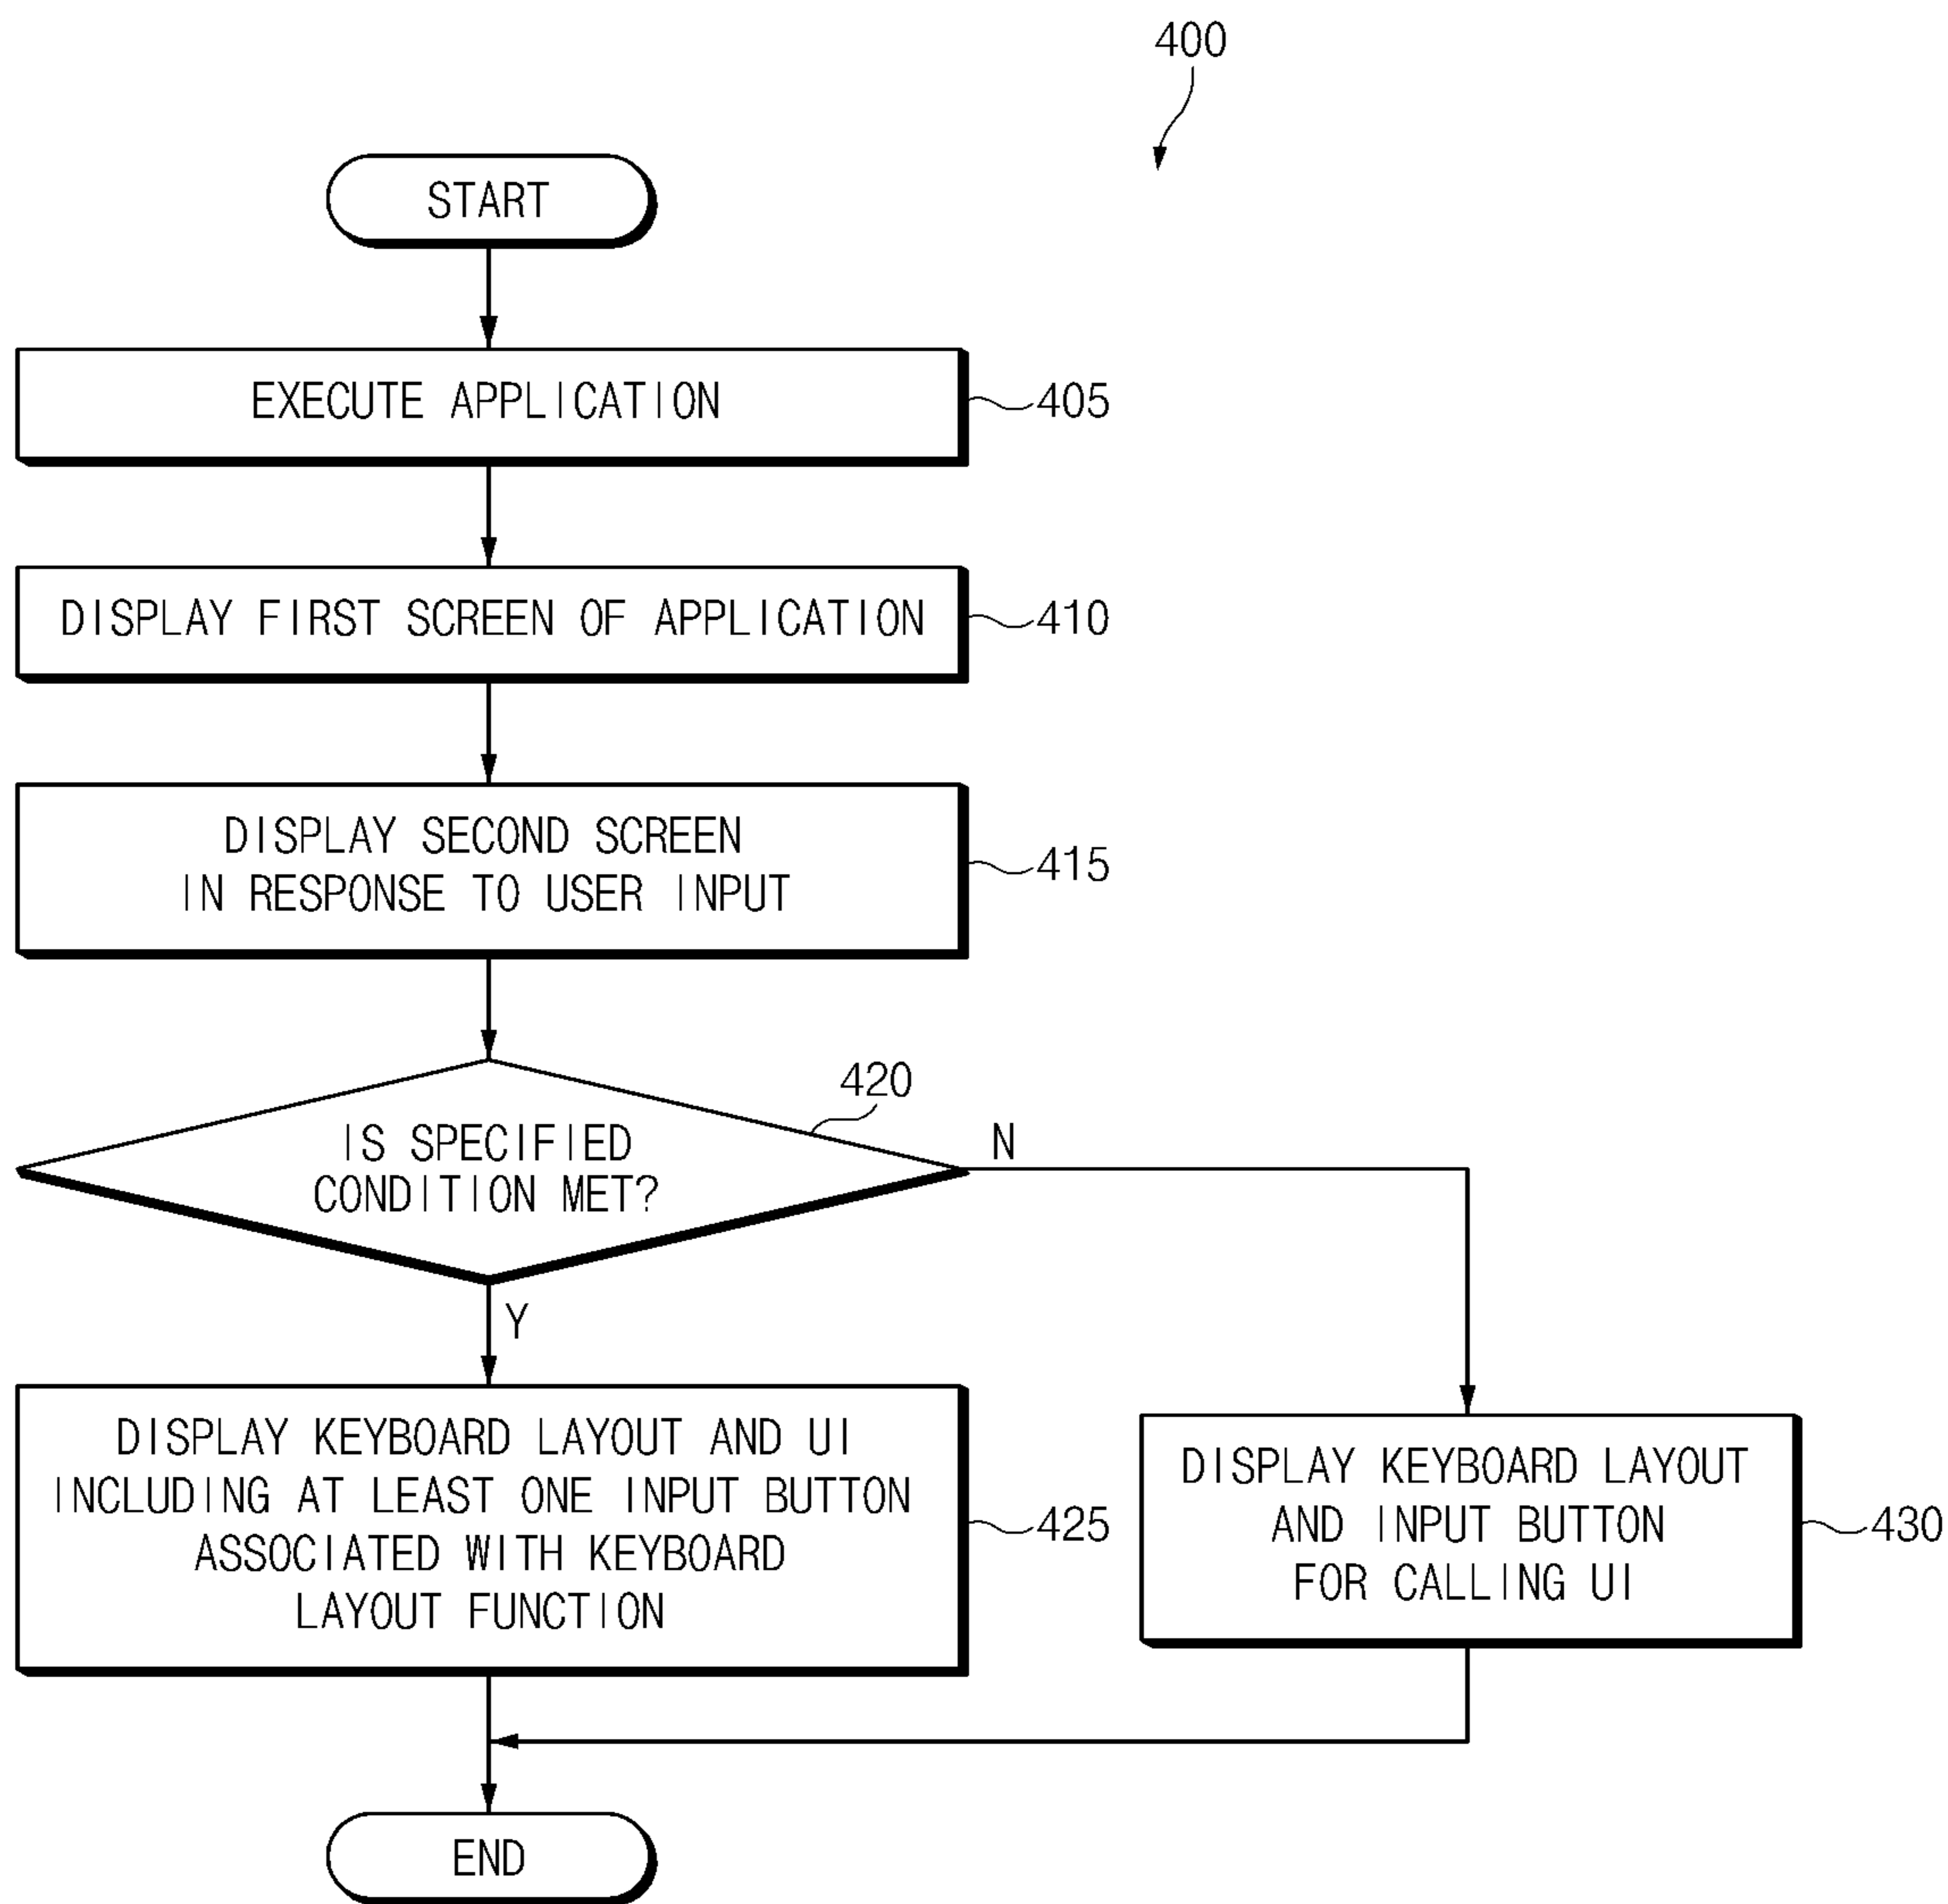 400
START
EXECUTE APPLICATION
405
DISPLAY FIRST SCREEN OF APPLICATION
410
DISPLAY SECOND SCREEN
IN RESPONSE TO USER INPUT
415
420
IS SPECIFIED
CONDITION MET?
N
Y
DISPLAY KEYBOARD LAYOUT AND UI
INCLUDING AT LEAST ONE INPUT BUTTON
ASSOCIATED WITH KEYBOARD
LAYOUT FUNCTION
425
DISPLAY KEYBOARD LAYOUT
AND INPUT BUTTON
FOR CALLING UI
430
END